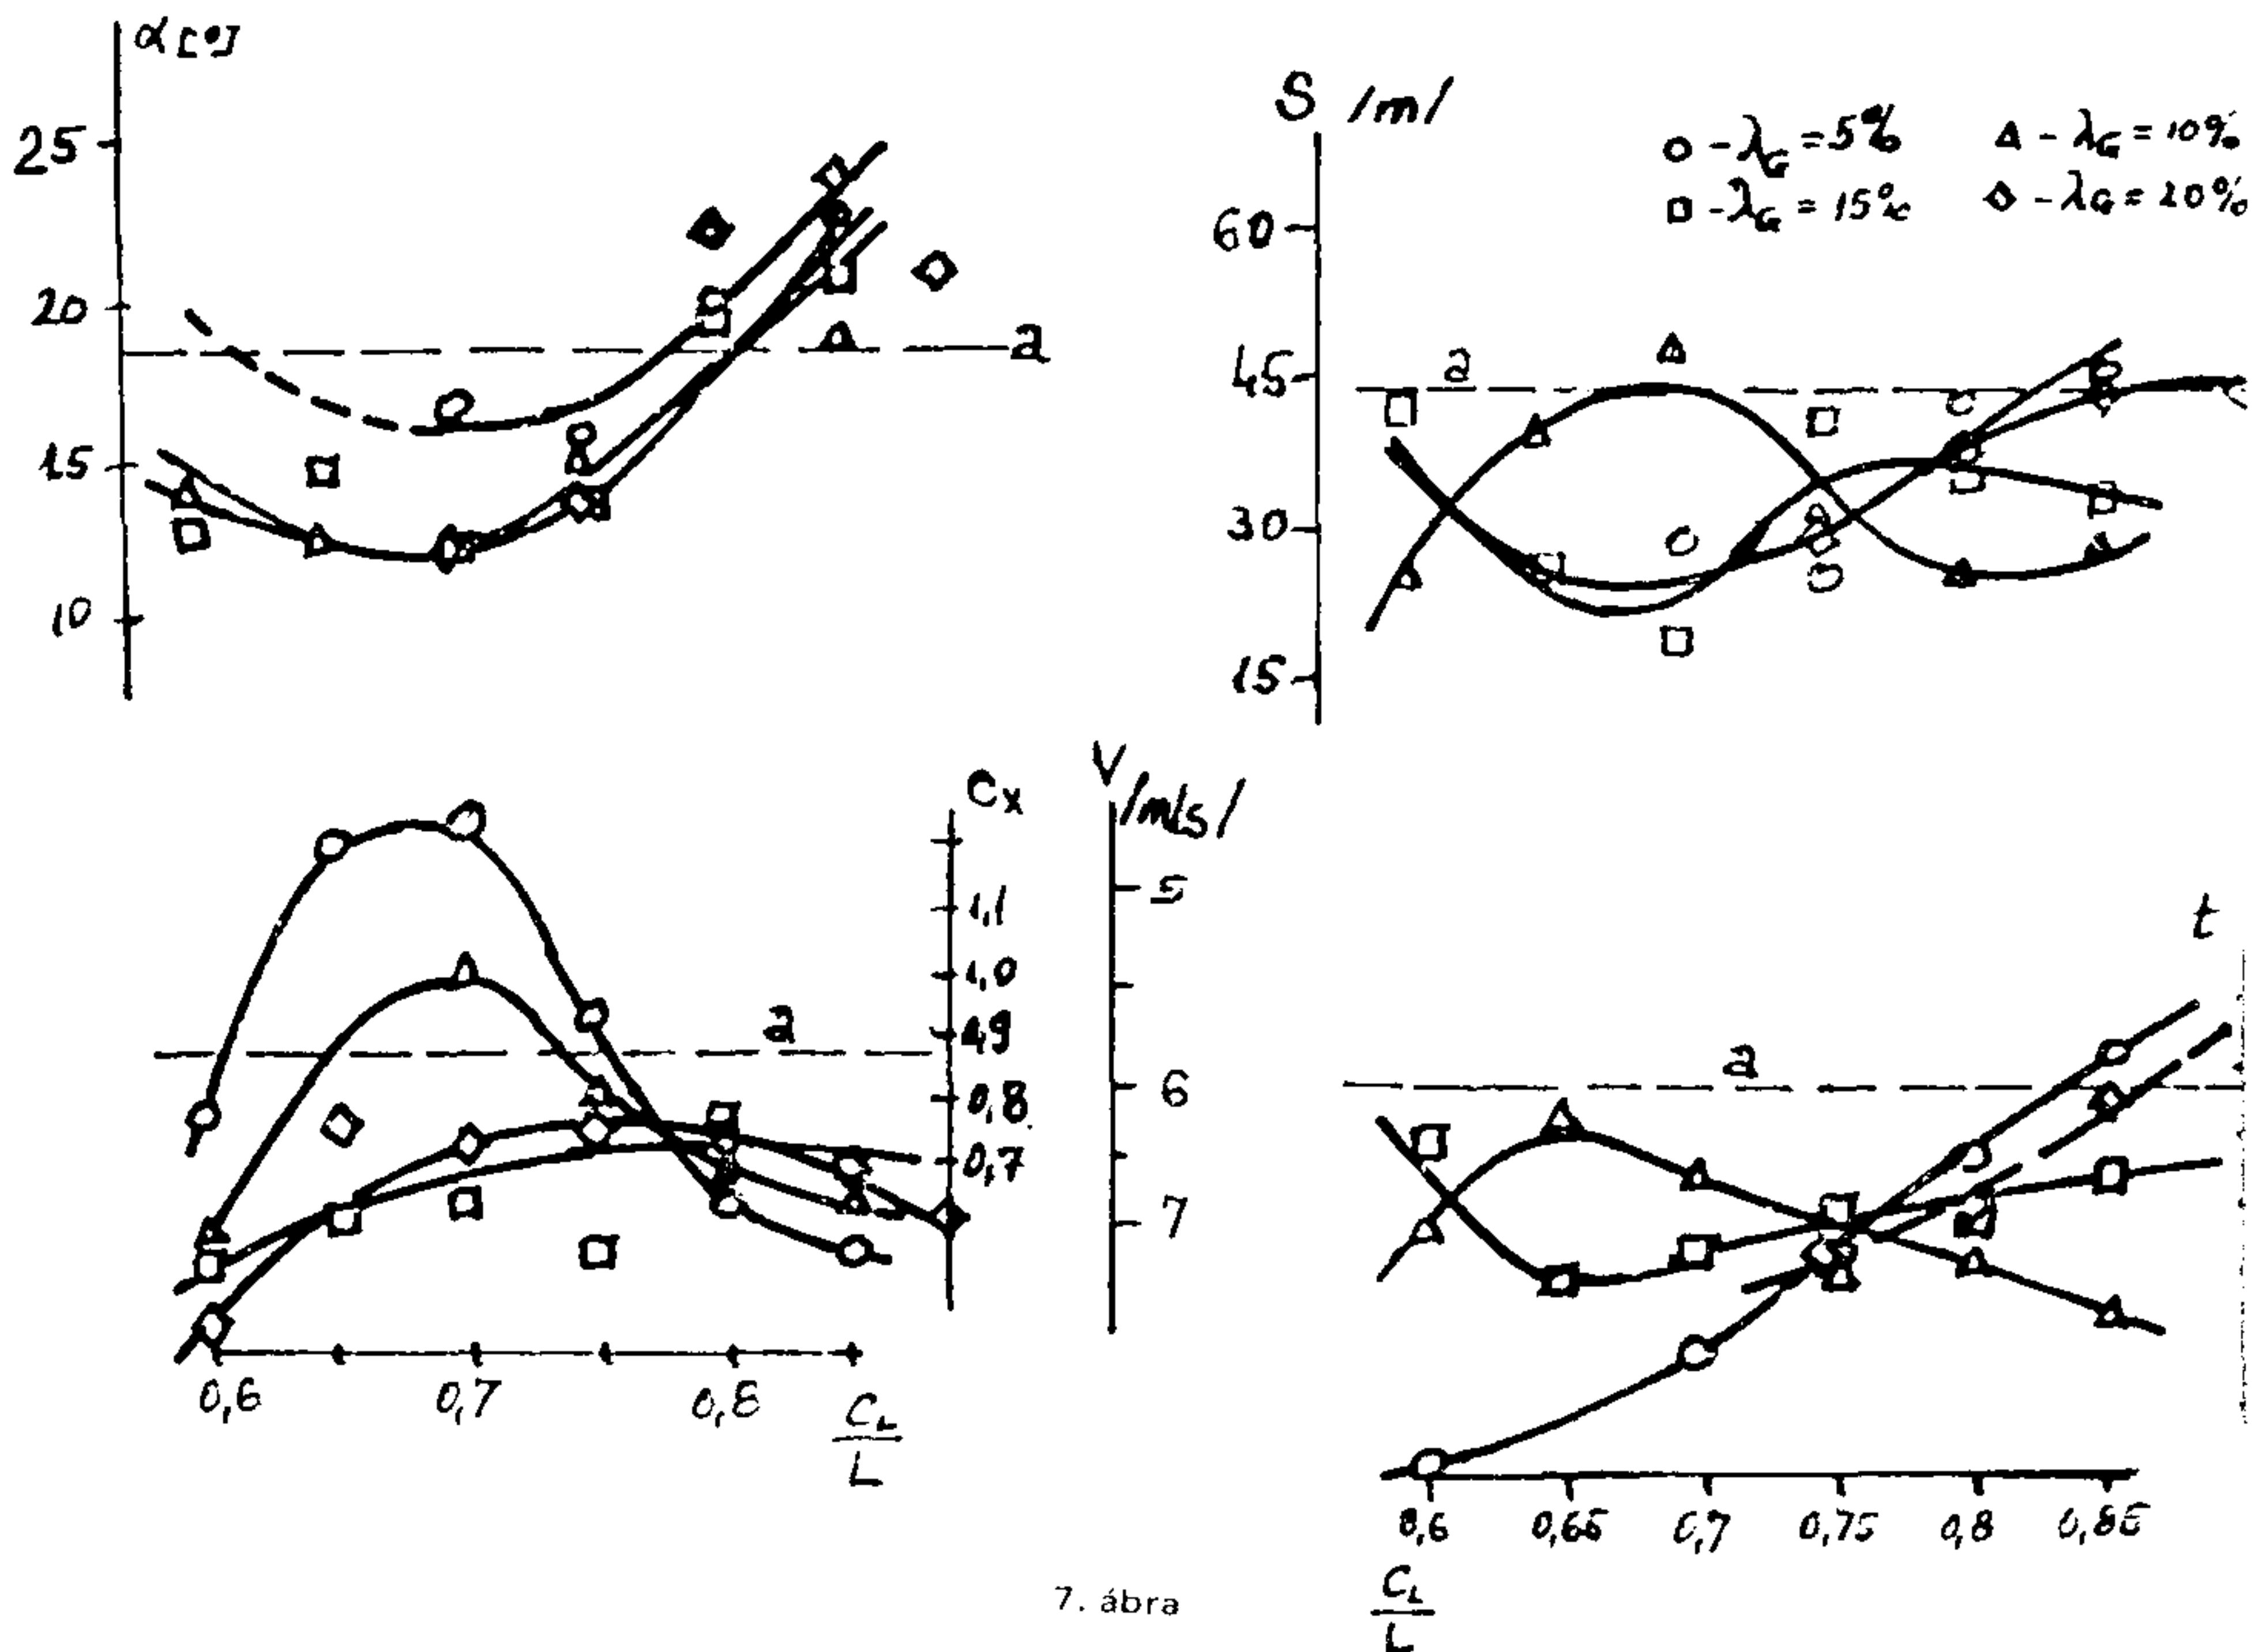 α [°]
25
20
15
10
a
S /m/
○ - λG = 5% △ - λG = 10%
□ - λG = 15% ◇ - λG = 20%
60
45
30
15
a
Cx
1,1
1,0
0,9
0,8
0,7
a
0,6 0,7 0,8
CL
L
V /m/s/
5
6
7
t
a
0,6 0,65 0,7 0,75 0,8 0,85
CL
L
7. ábra